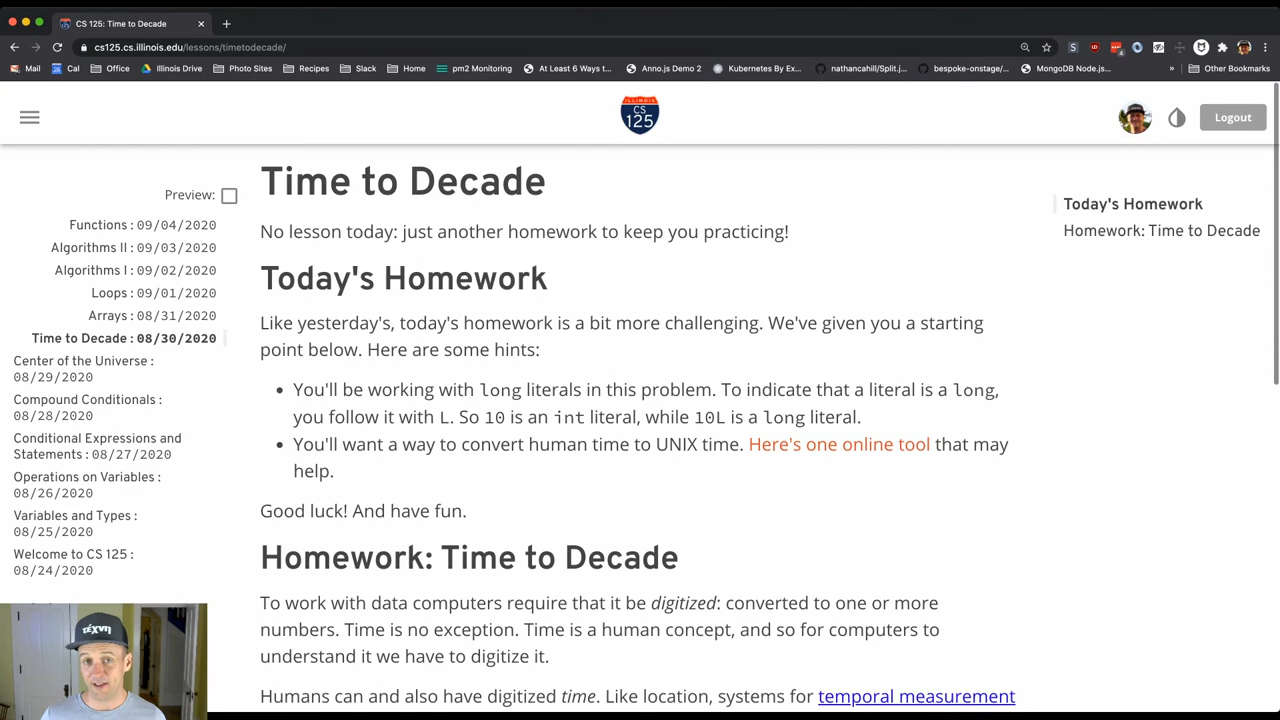 CS 125: Time to Decade
cs125.cs.illinois.edu/lessons/timetodecade/
Mail Cal Office Illinois Drive Photo Sites Recipes Slack Home pm2 Monitoring At Least 6 Ways t... Anno.js Demo 2 Kubernetes By Ex... nathancahill/Split.j... bespoke-onstage/... MongoDB Node.js... » Other Bookmarks
ILLINOIS
CS
125
Logout
Preview:
Functions : 09/04/2020
Algorithms II : 09/03/2020
Algorithms I : 09/02/2020
Loops : 09/01/2020
Arrays : 08/31/2020
Time to Decade : 08/30/2020
Center of the Universe :
08/29/2020
Compound Conditionals :
08/28/2020
Conditional Expressions and
Statements : 08/27/2020
Operations on Variables :
08/26/2020
Variables and Types :
08/25/2020
Welcome to CS 125 :
08/24/2020
Time to Decade
No lesson today: just another homework to keep you practicing!
Today's Homework
Like yesterday's, today's homework is a bit more challenging. We've given you a starting
point below. Here are some hints:
• You'll be working with long literals in this problem. To indicate that a literal is a long,
you follow it with L. So 10 is an int literal, while 10L is a long literal.
• You'll want a way to convert human time to UNIX time. Here's one online tool that may
help.
Good luck! And have fun.
Homework: Time to Decade
To work with data computers require that it be digitized: converted to one or more
numbers. Time is no exception. Time is a human concept, and so for computers to
understand it we have to digitize it.
Humans can and also have digitized time. Like location, systems for temporal measurement
Today's Homework
Homework: Time to Decade